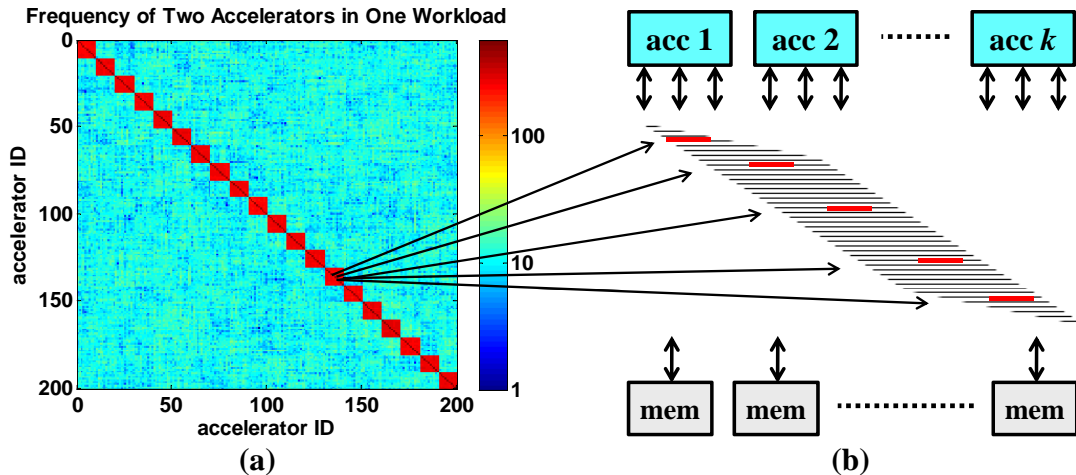 Frequency of Two Accelerators in One Workload
0
50
100
150
200
accelerator ID
0
50
100
150
200
accelerator ID
100
10
1
(a)
acc 1
acc 2
acc k
mem
mem
mem
(b)